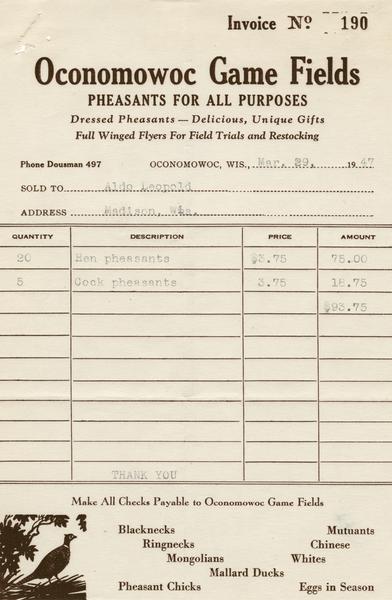 Invoice Nº 190
Oconomowoc Game Fields
PHEASANTS FOR ALL PURPOSES
Dressed Pheasants — Delicious, Unique Gifts
Full Winged Flyers For Field Trials and Restocking
Phone Dousman 497 OCONOMOWOC, WIS., Mar. 29, 1947
SOLD TO Aldo Leopold
ADDRESS Madison, Wis.
QUANTITY DESCRIPTION PRICE AMOUNT
20 Hen pheasants $3.75 75.00
5 Cock pheasants 3.75 18.75
$93.75
THANK YOU
Make All Checks Payable to Oconomowoc Game Fields
Blacknecks Mutuants
Ringnecks Chinese
Mongolians Whites
Mallard Ducks
Pheasant Chicks Eggs in Season